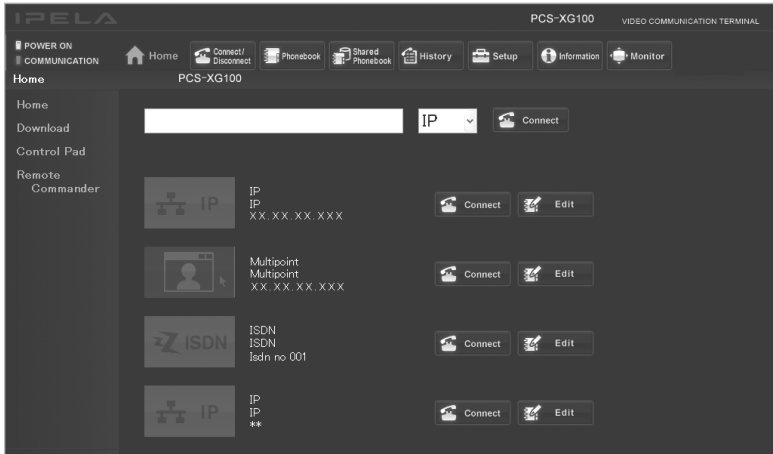 IPELA PCS-XG100 VIDEO COMMUNICATION TERMINAL
POWER ON
COMMUNICATION
Home
Connect/
Disconnect
Phonebook
Shared
Phonebook
History
Setup
Information
Monitor
Home PCS-XG100
Home
Download
Control Pad
Remote
Commander
IP
Connect
IP
IP
IP
XX.XX.XX.XXX
Connect
Edit
Multipoint
Multipoint
XX.XX.XX.XXX
Connect
Edit
ISDN
ISDN
ISDN
Isdn no 001
Connect
Edit
IP
IP
IP
**
Connect
Edit